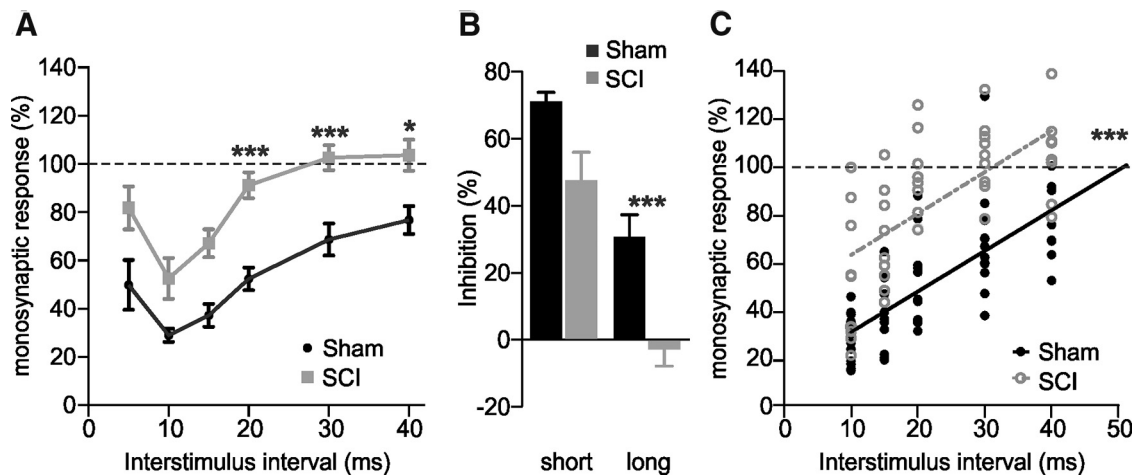 A
monosynaptic response (%)
140
120
100
80
60
40
20
0
***
***
*
Sham
SCI
0
10
20
30
40
Interstimulus interval (ms)
B
Sham
SCI
Inhibition (%)
80
60
40
20
0
-20
***
short
long
C
monosynaptic response (%)
140
120
100
80
60
40
20
0
***
Sham
SCI
0
10
20
30
40
50
Interstimulus interval (ms)